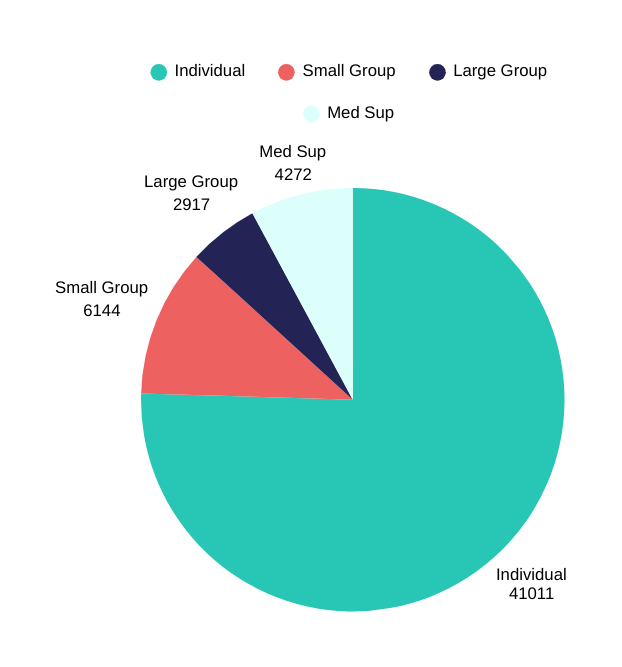 Individual
Small Group
Large Group
Med Sup
Med Sup
4272
Large Group
2917
Small Group
6144
Individual
41011